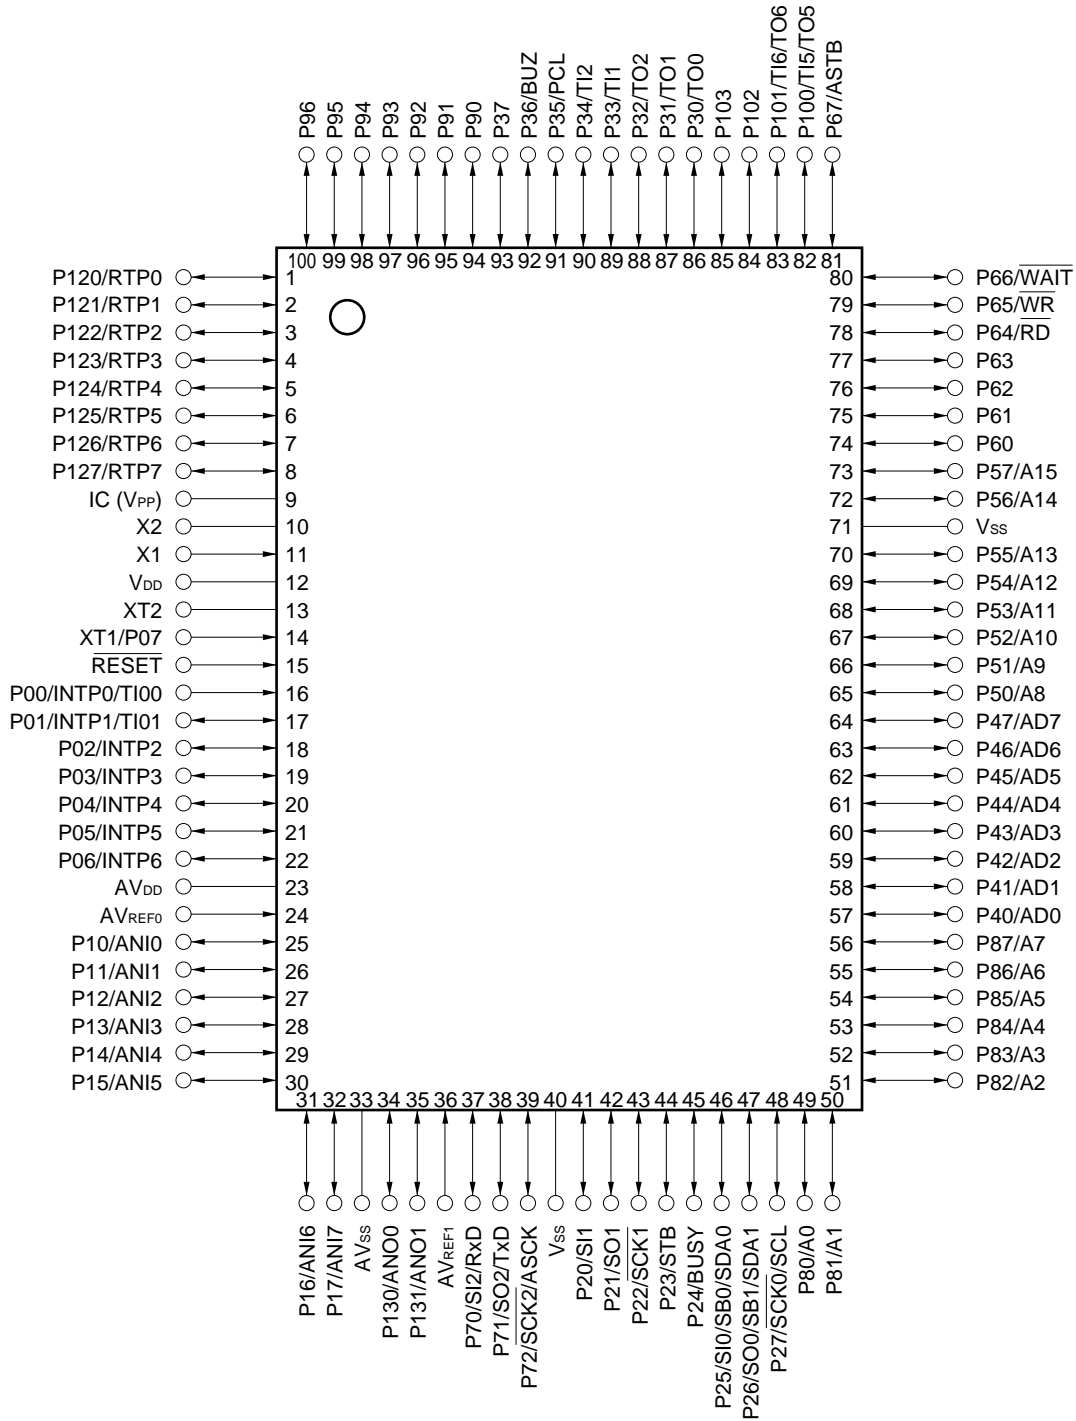 P96
P95
P94
P93
P92
P91
P90
P37
P36/BUZ
P35/PCL
P34/TI2
P33/TI1
P32/TO2
P31/TO1
P30/TO0
P103
P102
P101/TI6/TO6
P100/TI5/TO5
P67/ASTB
100 99 98 97 96 95 94 93 92 91 90 89 88 87 86 85 84 83 82 81
P120/RTP0 1 80 P66/WAIT
P121/RTP1 2 79 P65/WR
P122/RTP2 3 78 P64/RD
P123/RTP3 4 77 P63
P124/RTP4 5 76 P62
P125/RTP5 6 75 P61
P126/RTP6 7 74 P60
P127/RTP7 8 73 P57/A15
IC (VPP) 9 72 P56/A14
X2 10 71 VSS
X1 11 70 P55/A13
VDD 12 69 P54/A12
XT2 13 68 P53/A11
XT1/P07 14 67 P52/A10
RESET 15 66 P51/A9
P00/INTP0/TI00 16 65 P50/A8
P01/INTP1/TI01 17 64 P47/AD7
P02/INTP2 18 63 P46/AD6
P03/INTP3 19 62 P45/AD5
P04/INTP4 20 61 P44/AD4
P05/INTP5 21 60 P43/AD3
P06/INTP6 22 59 P42/AD2
AVDD 23 58 P41/AD1
AVREF0 24 57 P40/AD0
P10/ANI0 25 56 P87/A7
P11/ANI1 26 55 P86/A6
P12/ANI2 27 54 P85/A5
P13/ANI3 28 53 P84/A4
P14/ANI4 29 52 P83/A3
P15/ANI5 30 51 P82/A2
31 32 33 34 35 36 37 38 39 40 41 42 43 44 45 46 47 48 49 50
P16/ANI6
P17/ANI7
AVSS
P130/ANO0
P131/ANO1
AVREF1
P70/SI2/RxD
P71/SO2/TxD
P72/SCK2/ASCK
VSS
P20/SI1
P21/SO1
P22/SCK1
P23/STB
P24/BUSY
P25/SI0/SB0/SDA0
P26/SO0/SB1/SDA1
P27/SCK0/SCL
P80/A0
P81/A1